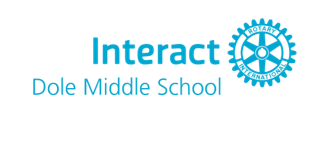 Interact
Dole Middle School
ROTARY
INTERNATIONAL